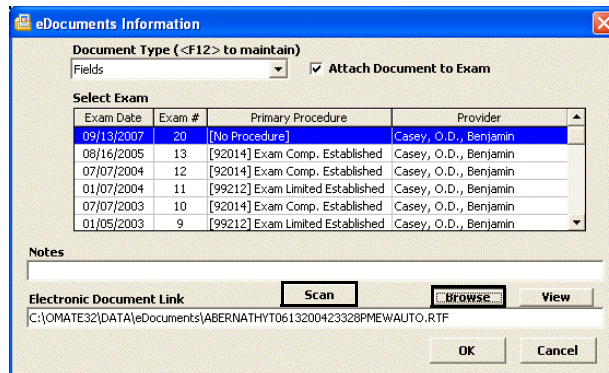 eDocuments Information
Document Type (<F12> to maintain)
Fields
Attach Document to Exam
Select Exam
Exam Date Exam # Primary Procedure Provider
09/13/2007 20 [No Procedure] Casey, O.D., Benjamin
08/16/2005 13 [92014] Exam Comp. Established Casey, O.D., Benjamin
07/07/2004 12 [92014] Exam Comp. Established Casey, O.D., Benjamin
01/07/2004 11 [99212] Exam Limited Established Casey, O.D., Benjamin
07/07/2003 10 [92014] Exam Comp. Established Casey, O.D., Benjamin
01/05/2003 9 [99212] Exam Limited Established Casey, O.D., Benjamin
Notes
Electronic Document Link Scan Browse View
C:\OMATE32\DATA\eDocuments\ABERNATHYT0613200423328PMEWAUTO.RTF
OK Cancel